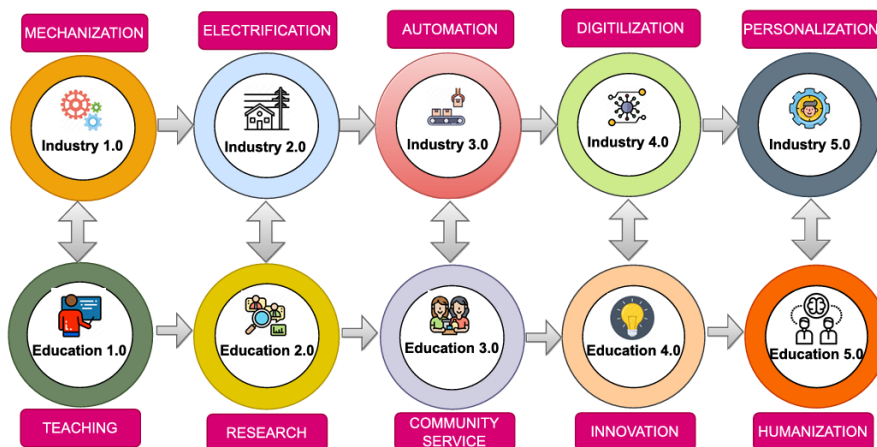 MECHANIZATION
ELECTRIFICATION
AUTOMATION
DIGITILIZATION
PERSONALIZATION
Industry 1.0
Industry 2.0
Industry 3.0
Industry 4.0
Industry 5.0
Education 1.0
Education 2.0
Education 3.0
Education 4.0
Education 5.0
TEACHING
RESEARCH
COMMUNITY
SERVICE
INNOVATION
HUMANIZATION